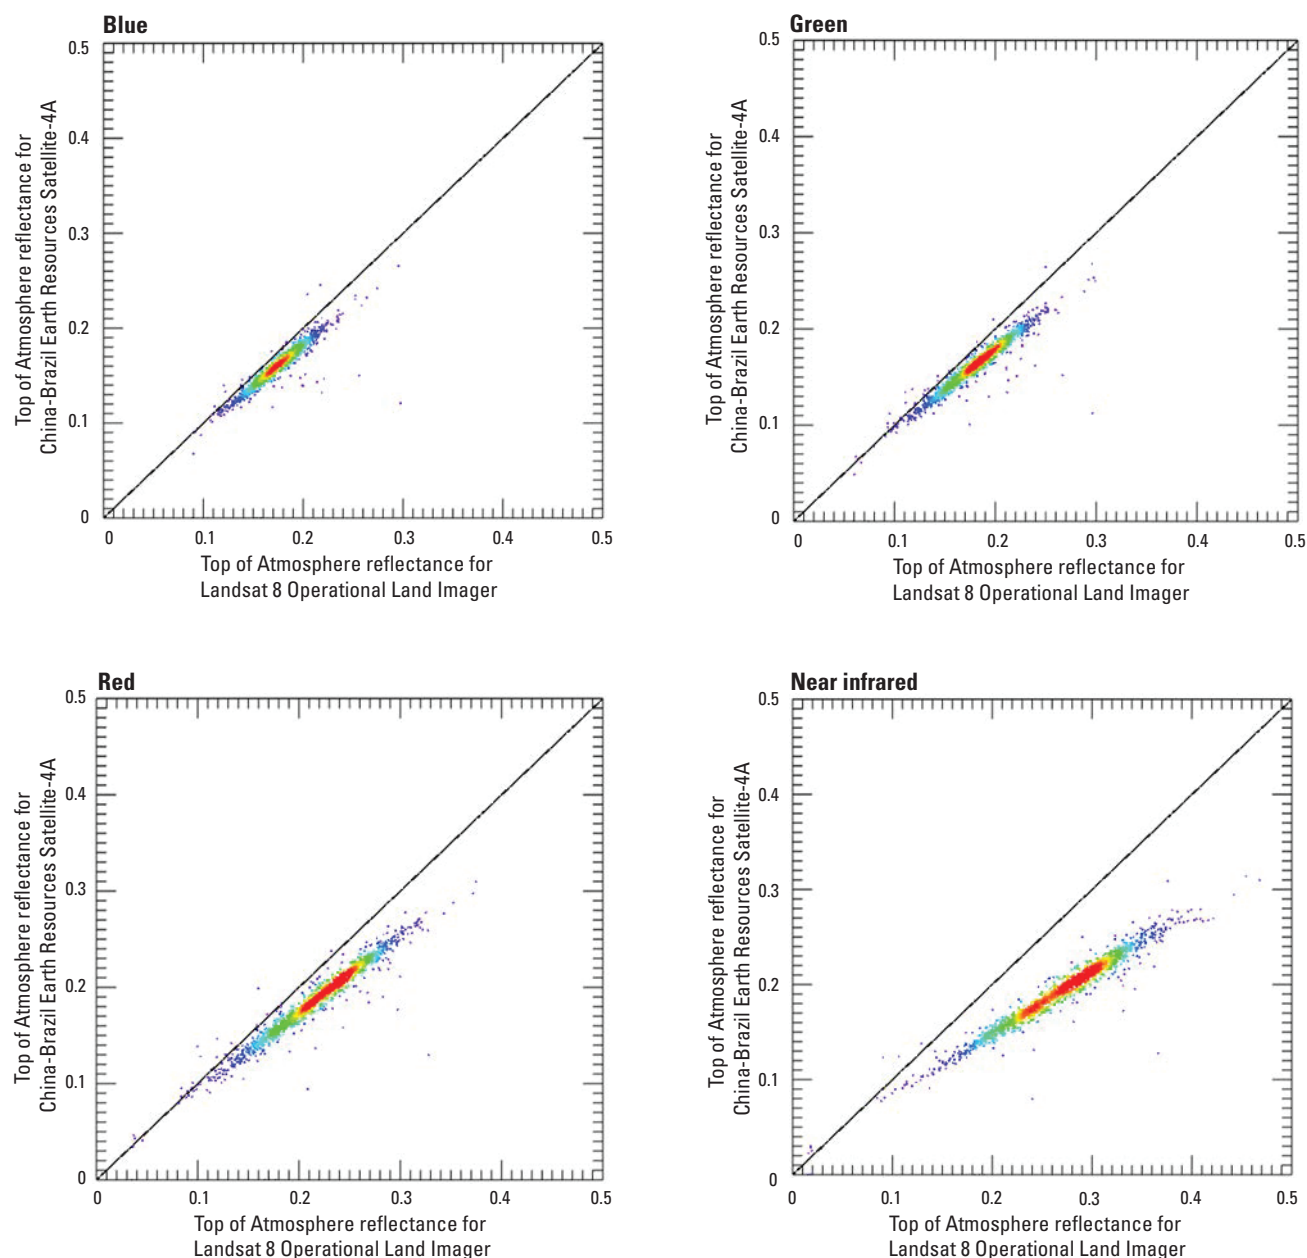 Blue
0.5
0.4
0.3
0.2
0.1
0
0.1
0.2
0.3
0.4
0.5
Top of Atmosphere reflectance for
China-Brazil Earth Resources Satellite-4A
Top of Atmosphere reflectance for
Landsat 8 Operational Land Imager
Green
0.5
0.4
0.3
0.2
0.1
0
0
0.1
0.2
0.3
0.4
0.5
Top of Atmosphere reflectance for
China-Brazil Earth Resources Satellite-4A
Top of Atmosphere reflectance for
Landsat 8 Operational Land Imager
Red
0.5
0.4
0.3
0.2
0.1
0
0
0.1
0.2
0.3
0.4
0.5
Top of Atmosphere reflectance for
China-Brazil Earth Resources Satellite-4A
Top of Atmosphere reflectance for
Landsat 8 Operational Land Imager
Near infrared
0.5
0.4
0.3
0.2
0.1
0
0
0.1
0.2
0.3
0.4
0.5
Top of Atmosphere reflectance for
China-Brazil Earth Resources Satellite-4A
Top of Atmosphere reflectance for
Landsat 8 Operational Land Imager